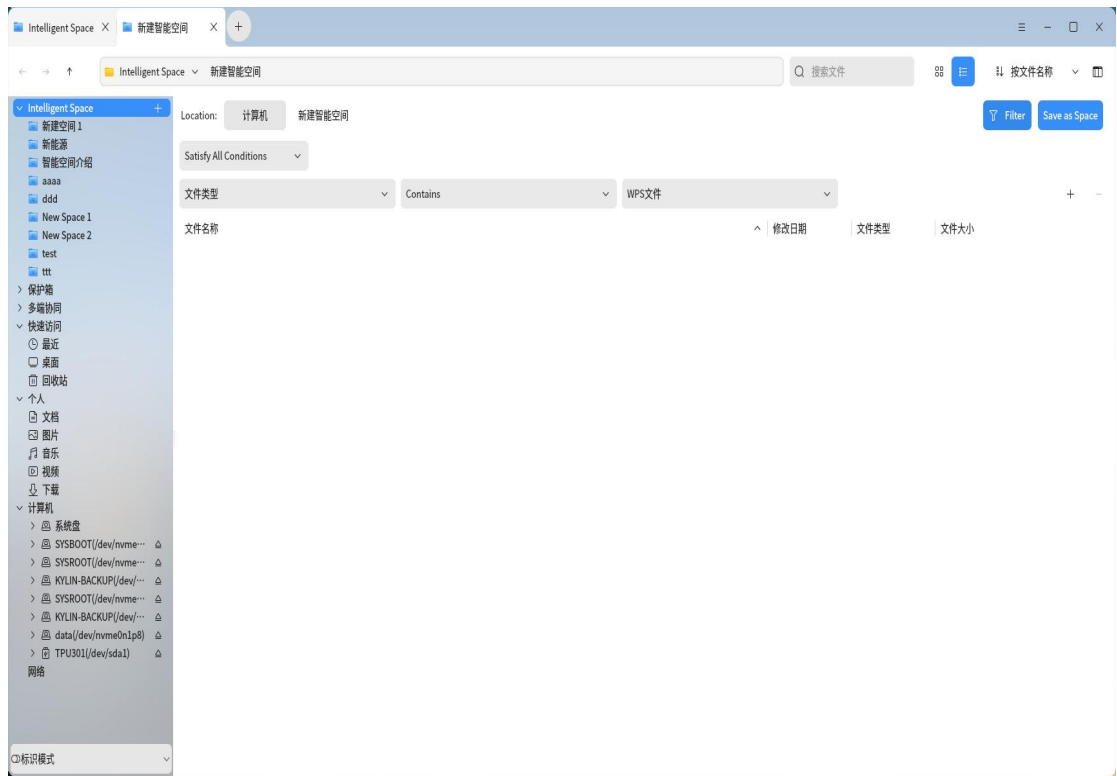 Intelligent Space
新建智能空间
Intelligent Space 新建智能空间
搜索文件
按文件名称
Intelligent Space
新建空间 1
新能源
智能空间介绍
aaaa
ddd
New Space 1
New Space 2
test
ttt
保护箱
多端协同
快速访问
最近
桌面
回收站
个人
文档
图片
音乐
视频
下载
计算机
系统盘
SYSBOOT(/dev/nvme···
SYSROOT(/dev/nvme···
KYLIN-BACKUP(/dev/···
SYSROOT(/dev/nvme···
KYLIN-BACKUP(/dev/···
data(/dev/nvme0n1p8)
TPU301(/dev/sda1)
网络
标识模式
Location: 计算机 新建智能空间
Filter
Save as Space
Satisfy All Conditions
文件类型 Contains WPS文件
文件名称 修改日期 文件类型 文件大小